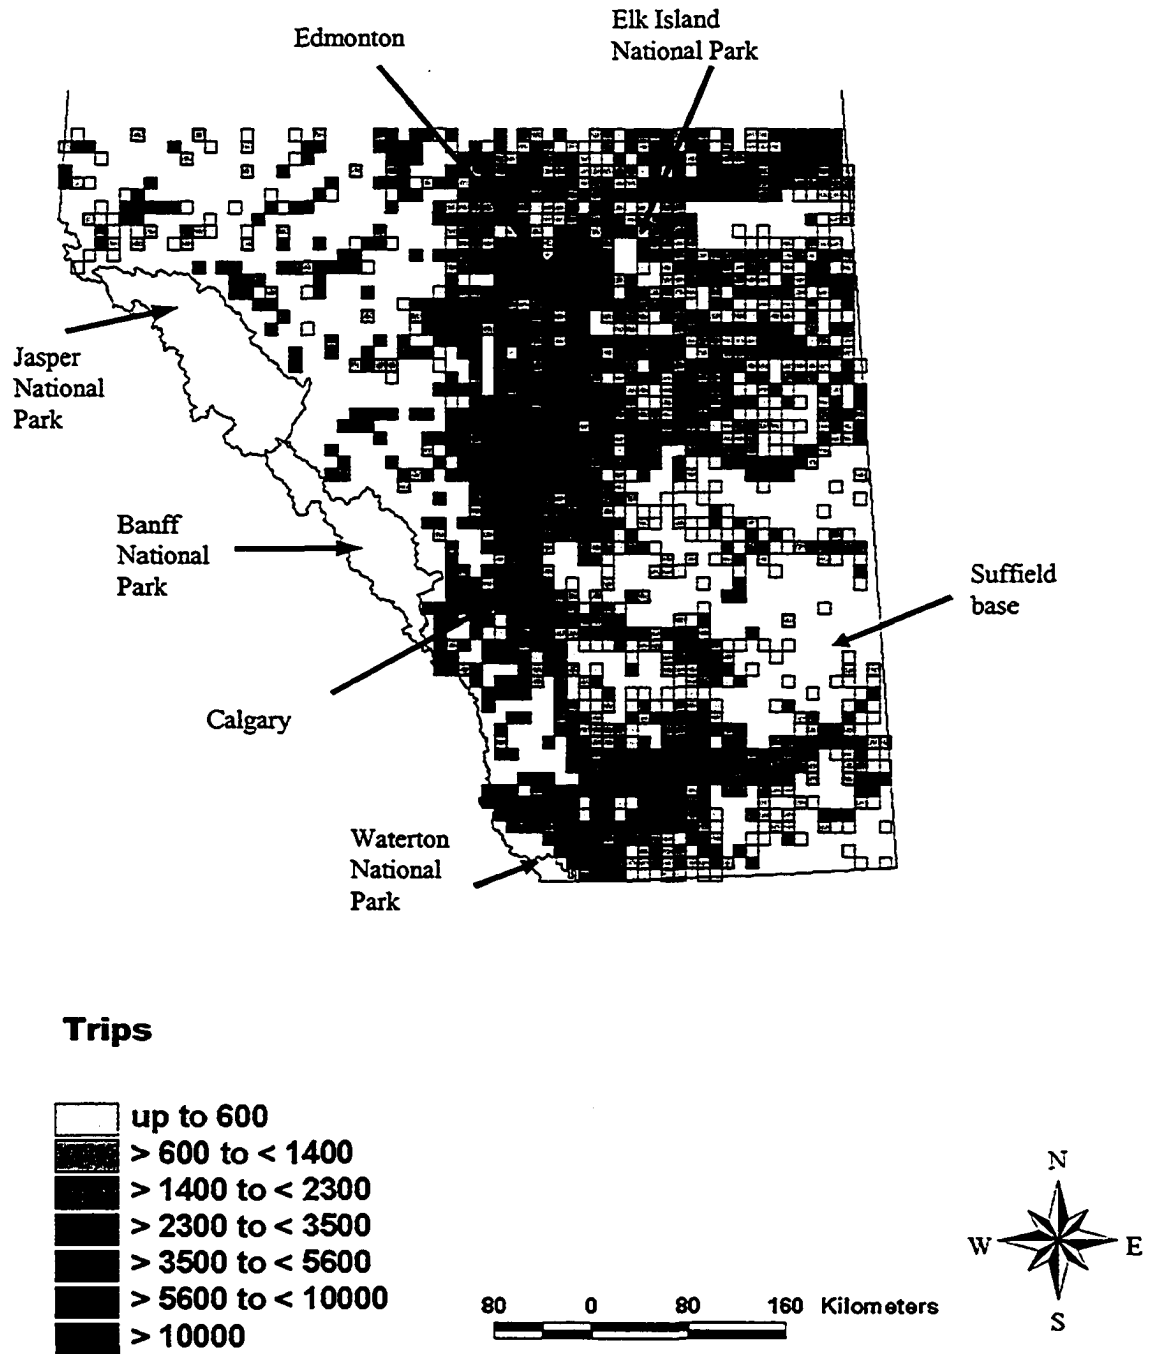 Edmonton
Elk Island
National Park
Jasper
National
Park
Banff
National
Park
Suffield
base
Calgary
Waterton
National
Park
Trips
up to 600
> 600 to < 1400
> 1400 to < 2300
> 2300 to < 3500
> 3500 to < 5600
> 5600 to < 10000
> 10000
80 0 80 160 Kilometers
N
W E
S